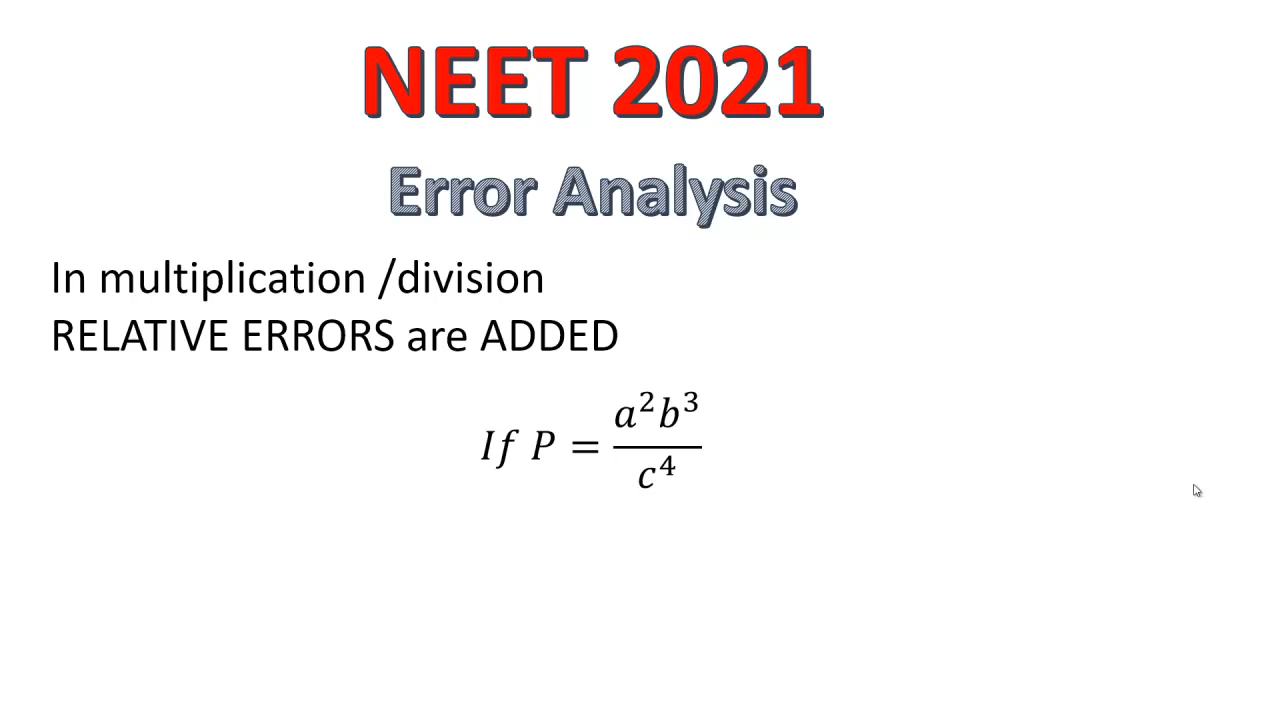 NEET 2021
Error Analysis
In multiplication /division
RELATIVE ERRORS are ADDED
If P = a²b³/c⁴